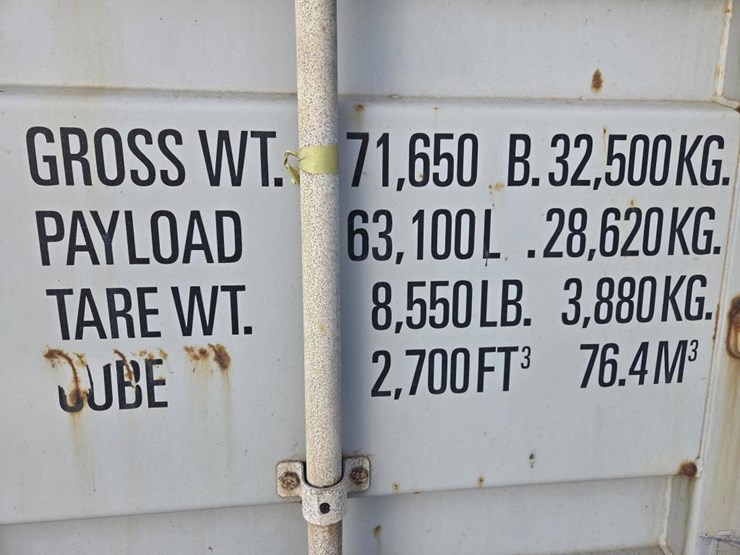 GROSS WT. 71,650 B. 32,500 KG.
PAYLOAD 63,100 L . 28,620 KG.
TARE WT. 8,550 LB. 3,880 KG.
CUBE 2,700 FT³ 76.4 M³